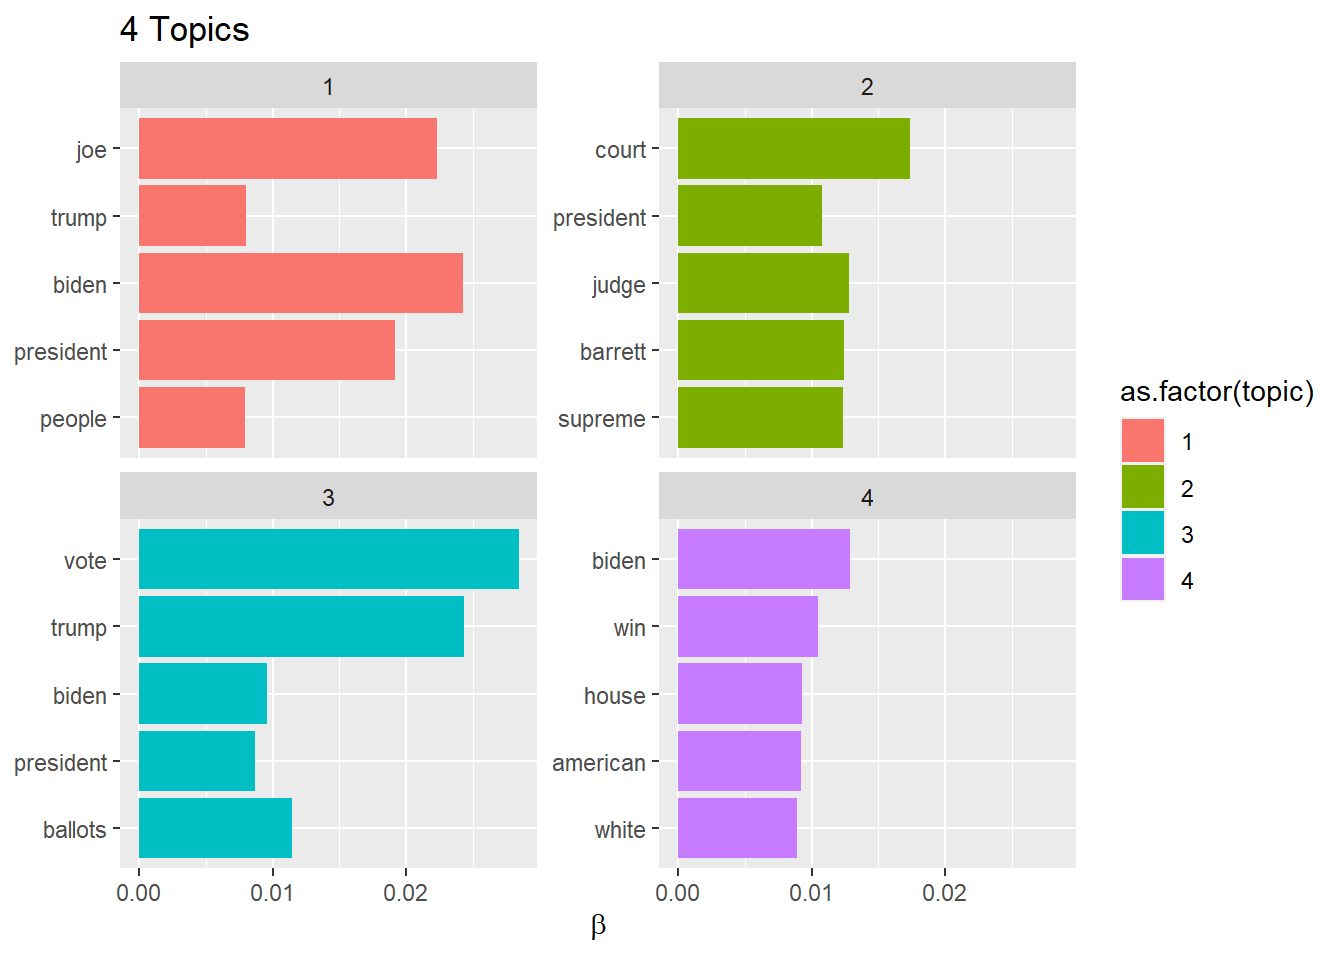 4 Topics
1
joe
trump
biden
president
people
2
court
president
judge
barrett
supreme
3
vote
trump
biden
president
ballots
0.00 0.01 0.02
4
biden
win
house
american
white
0.00 0.01 0.02
β
as.factor(topic)
1
2
3
4